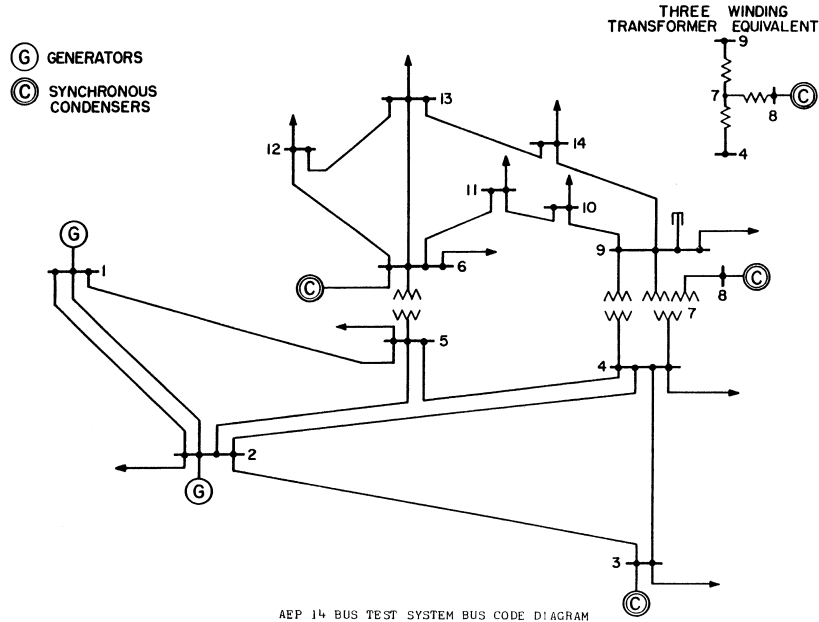 THREE WINDING
TRANSFORMER EQUIVALENT
9
7
8
C
4
G GENERATORS
C SYNCHRONOUS
CONDENSERS
13
12
14
11
10
G
1
6
9
C
8
C
7
5
4
2
G
3
C
AEP 14 BUS TEST SYSTEM BUS CODE DIAGRAM